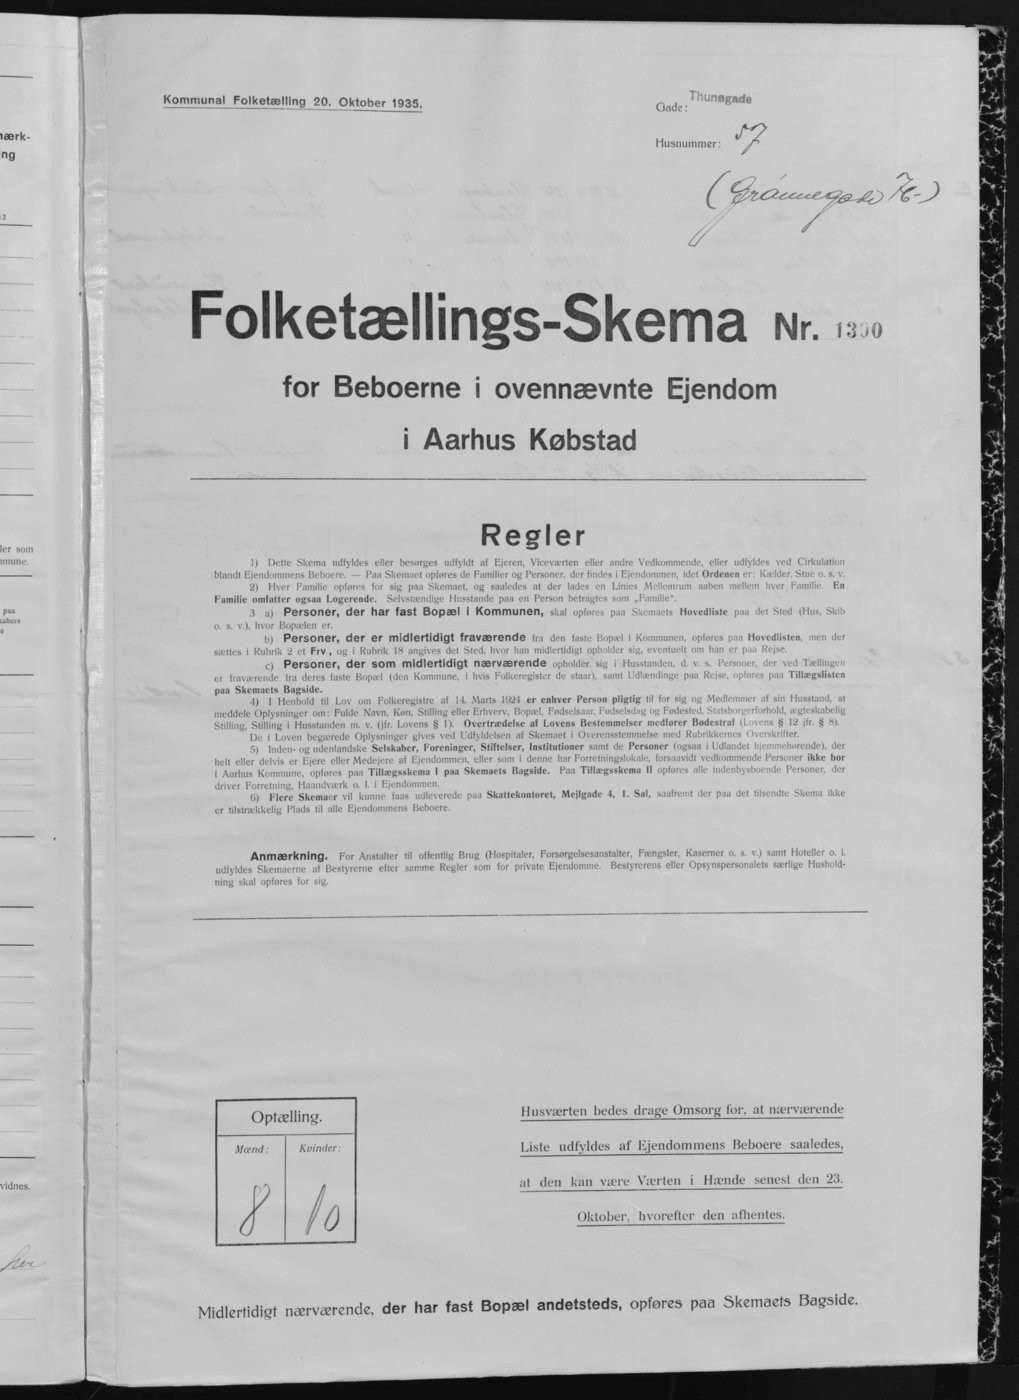 Kommunal Folketælling 20. Oktober 1935.
Gade: Thunøgade
Husnummer: 57
Folketællings-Skema Nr. 1390
for Beboerne i ovennævnte Ejendom
i Aarhus Købstad
Regler
1) Dette Skema udfyldes eller besørges udfyldt af Ejeren, Viceværten eller andre Vedkommende, eller udfyldes ved Cirkulation
blandt Ejendommens Beboere. — Paa Skemaet opføres de Familier og Personer, der findes i Ejendommen, idet Ordenen er: Kælder, Stue o. s. v.
2) Hver Familie opføres for sig paa Skemaet, og saaledes at der lades en Linies Mellemrum aaben mellem hver Familie. En
Familie omfatter ogsaa Logerende. Selvstændige Husstande paa en Person betragtes som „Familie“.
3 a) Personer, der har fast Bopæl i Kommunen, skal opføres paa Skemaets Hovedliste paa det Sted (Hus, Skib
o. s. v.), hvor Bopælen er.
b) Personer, der er midlertidigt fraværende fra den faste Bopæl i Kommunen, opføres paa Hovedlisten, men der
sættes i Rubrik 2 et Frv, og i Rubrik 18 angives det Sted, hvor han midlertidigt opholder sig, eventuelt om han er paa Rejse.
c) Personer, der som midlertidigt nærværende opholder sig i Husstanden, d. v. s. Personer, der ved Tællingen
er fraværende fra deres faste Bopæl (den Kommune, i hvis Folkeregister de staar), samt Udlændinge paa Rejse, opføres paa Tillægslisten
paa Skemaets Bagside.
4) I Henhold til Lov om Folkeregistre af 14. Marts 1924 er enhver Person pligtig til for sig og Medlemmer af sin Husstand, at
meddele Oplysninger om: Fulde Navn, Køn, Stilling eller Erhverv, Bopæl, Fødselsaar, Fødselsdag og Fødested, Statsborgerforhold, ægteskabelig
Stilling, Stilling i Husstanden m. v. (jfr. Lovens § 1). Overtrædelse af Lovens Bestemmelser medfører Bødestraf (Lovens § 12 jfr. § 8).
De i Loven begærede Oplysninger gives ved Udfyldelsen af Skemaet i Overensstemmelse med Rubrikkernes Overskrifter.
5) Inden- og udenlandske Selskaber, Foreninger, Stiftelser, Institutioner samt de Personer (ogsaa i Udlandet hjemmehørende), der
helt eller delvis er Ejere eller Medejere af Ejendommen, eller som i denne har Forretningslokale, forsaavidt vedkommende Personer ikke bor
i Aarhus Kommune, opføres paa Tillægsskema I paa Skemaets Bagside. Paa Tillægsskema II opføres alle indenbysboende Personer, der
driver Forretning, Haandværk o. l. i Ejendommen.
6) Flere Skemaer vil kunne faas udleverede paa Skattekontoret, Mejlgade 4, 1. Sal, saafremt der paa det tilsendte Skema ikke
er tilstrækkelig Plads til alle Ejendommens Beboere.
Anmærkning. For Anstalter til offentlig Brug (Hospitaler, Forsørgelsesanstalter, Fængsler, Kaserner o. s. v.) samt Hoteller o. l.
udfyldes Skemaerne af Bestyrerne efter samme Regler som for private Ejendomme. Bestyrerens eller Opsynspersonalets særlige Hushold-
ning skal opføres for sig.
Optælling.
Mænd: Kvinder:
8 10
Husværten bedes drage Omsorg for, at nærværende
Liste udfyldes af Ejendommens Beboere saaledes,
at den kan være Værten i Hænde senest den 23.
Oktober, hvorefter den afhentes.
Midlertidigt nærværende, der har fast Bopæl andetsteds, opføres paa Skemaets Bagside.